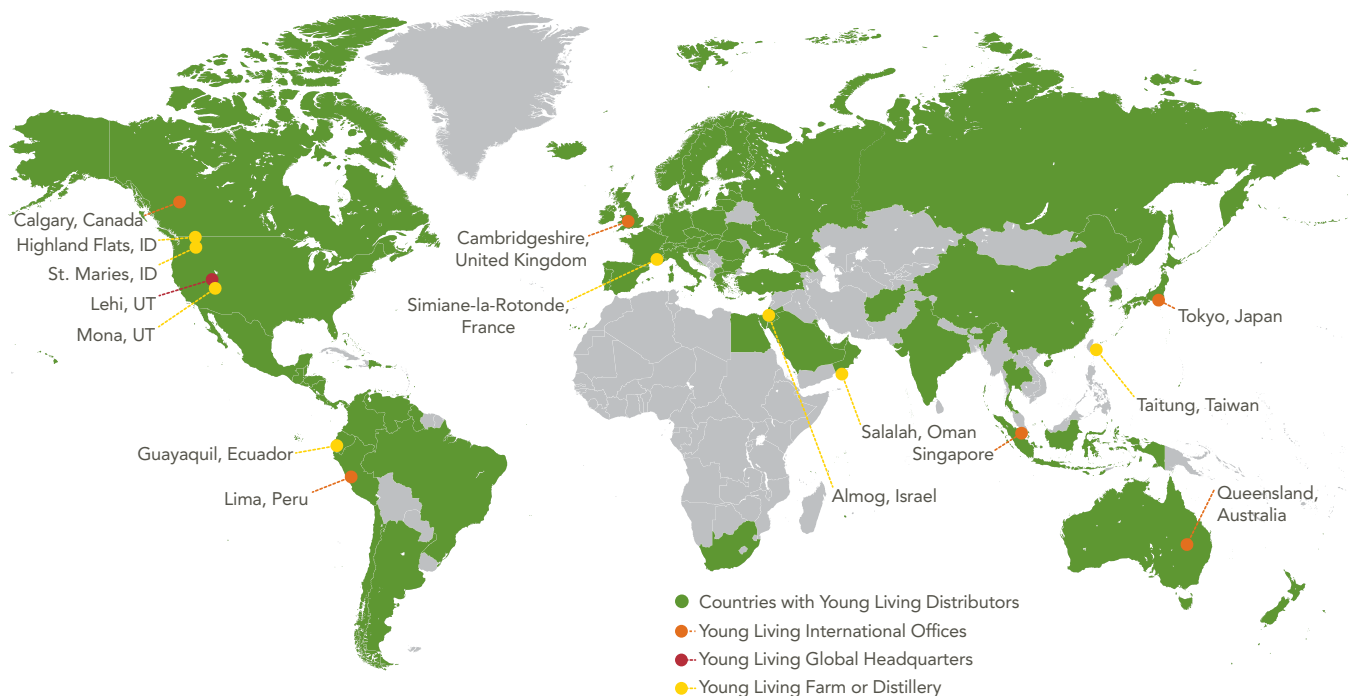 Calgary, Canada
Highland Flats, ID
St. Maries, ID
Lehi, UT
Mona, UT
Cambridgeshire,
United Kingdom
Simiane-la-Rotonde,
France
Tokyo, Japan
Taitung, Taiwan
Guayaquil, Ecuador
Lima, Peru
Salalah, Oman
Singapore
Almog, Israel
Queensland,
Australia
Countries with Young Living Distributors
Young Living International Offices
Young Living Global Headquarters
Young Living Farm or Distillery